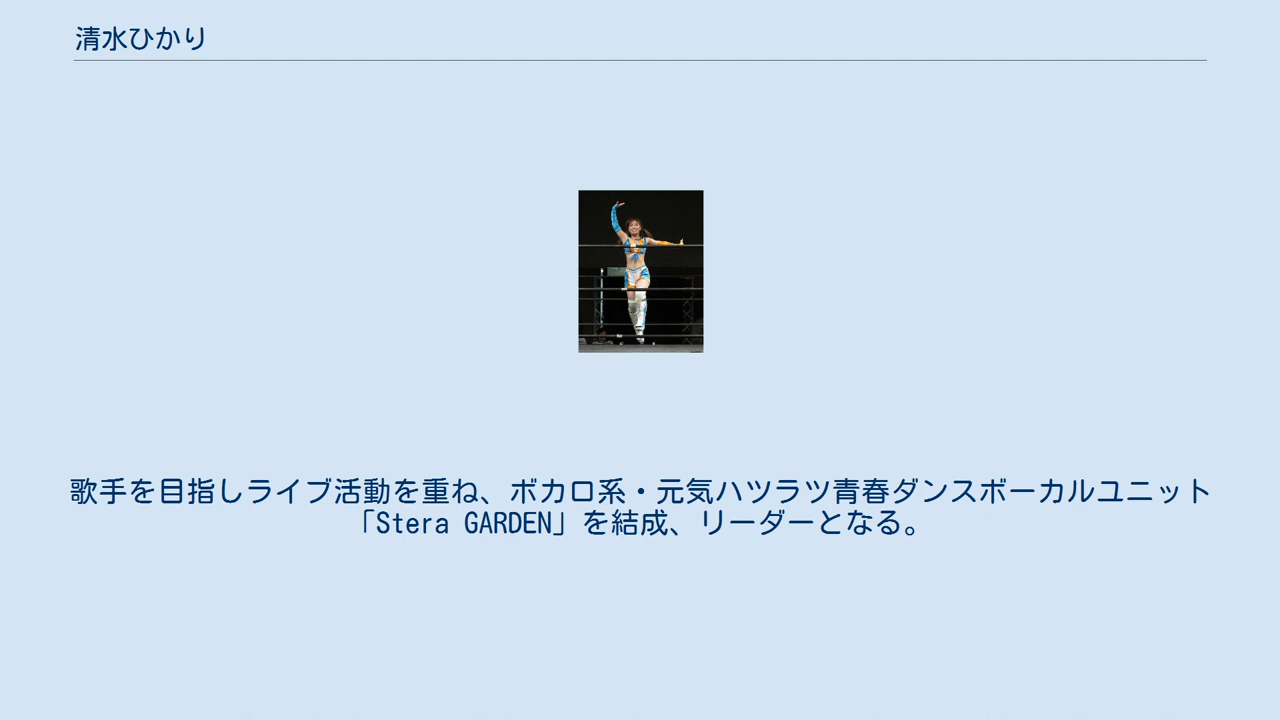 清水ひかり
歌手を目指しライブ活動を重ね、ボカロ系・元気ハツラツ青春ダンスボーカルユニット
「Stera GARDEN」を結成、リーダーとなる。